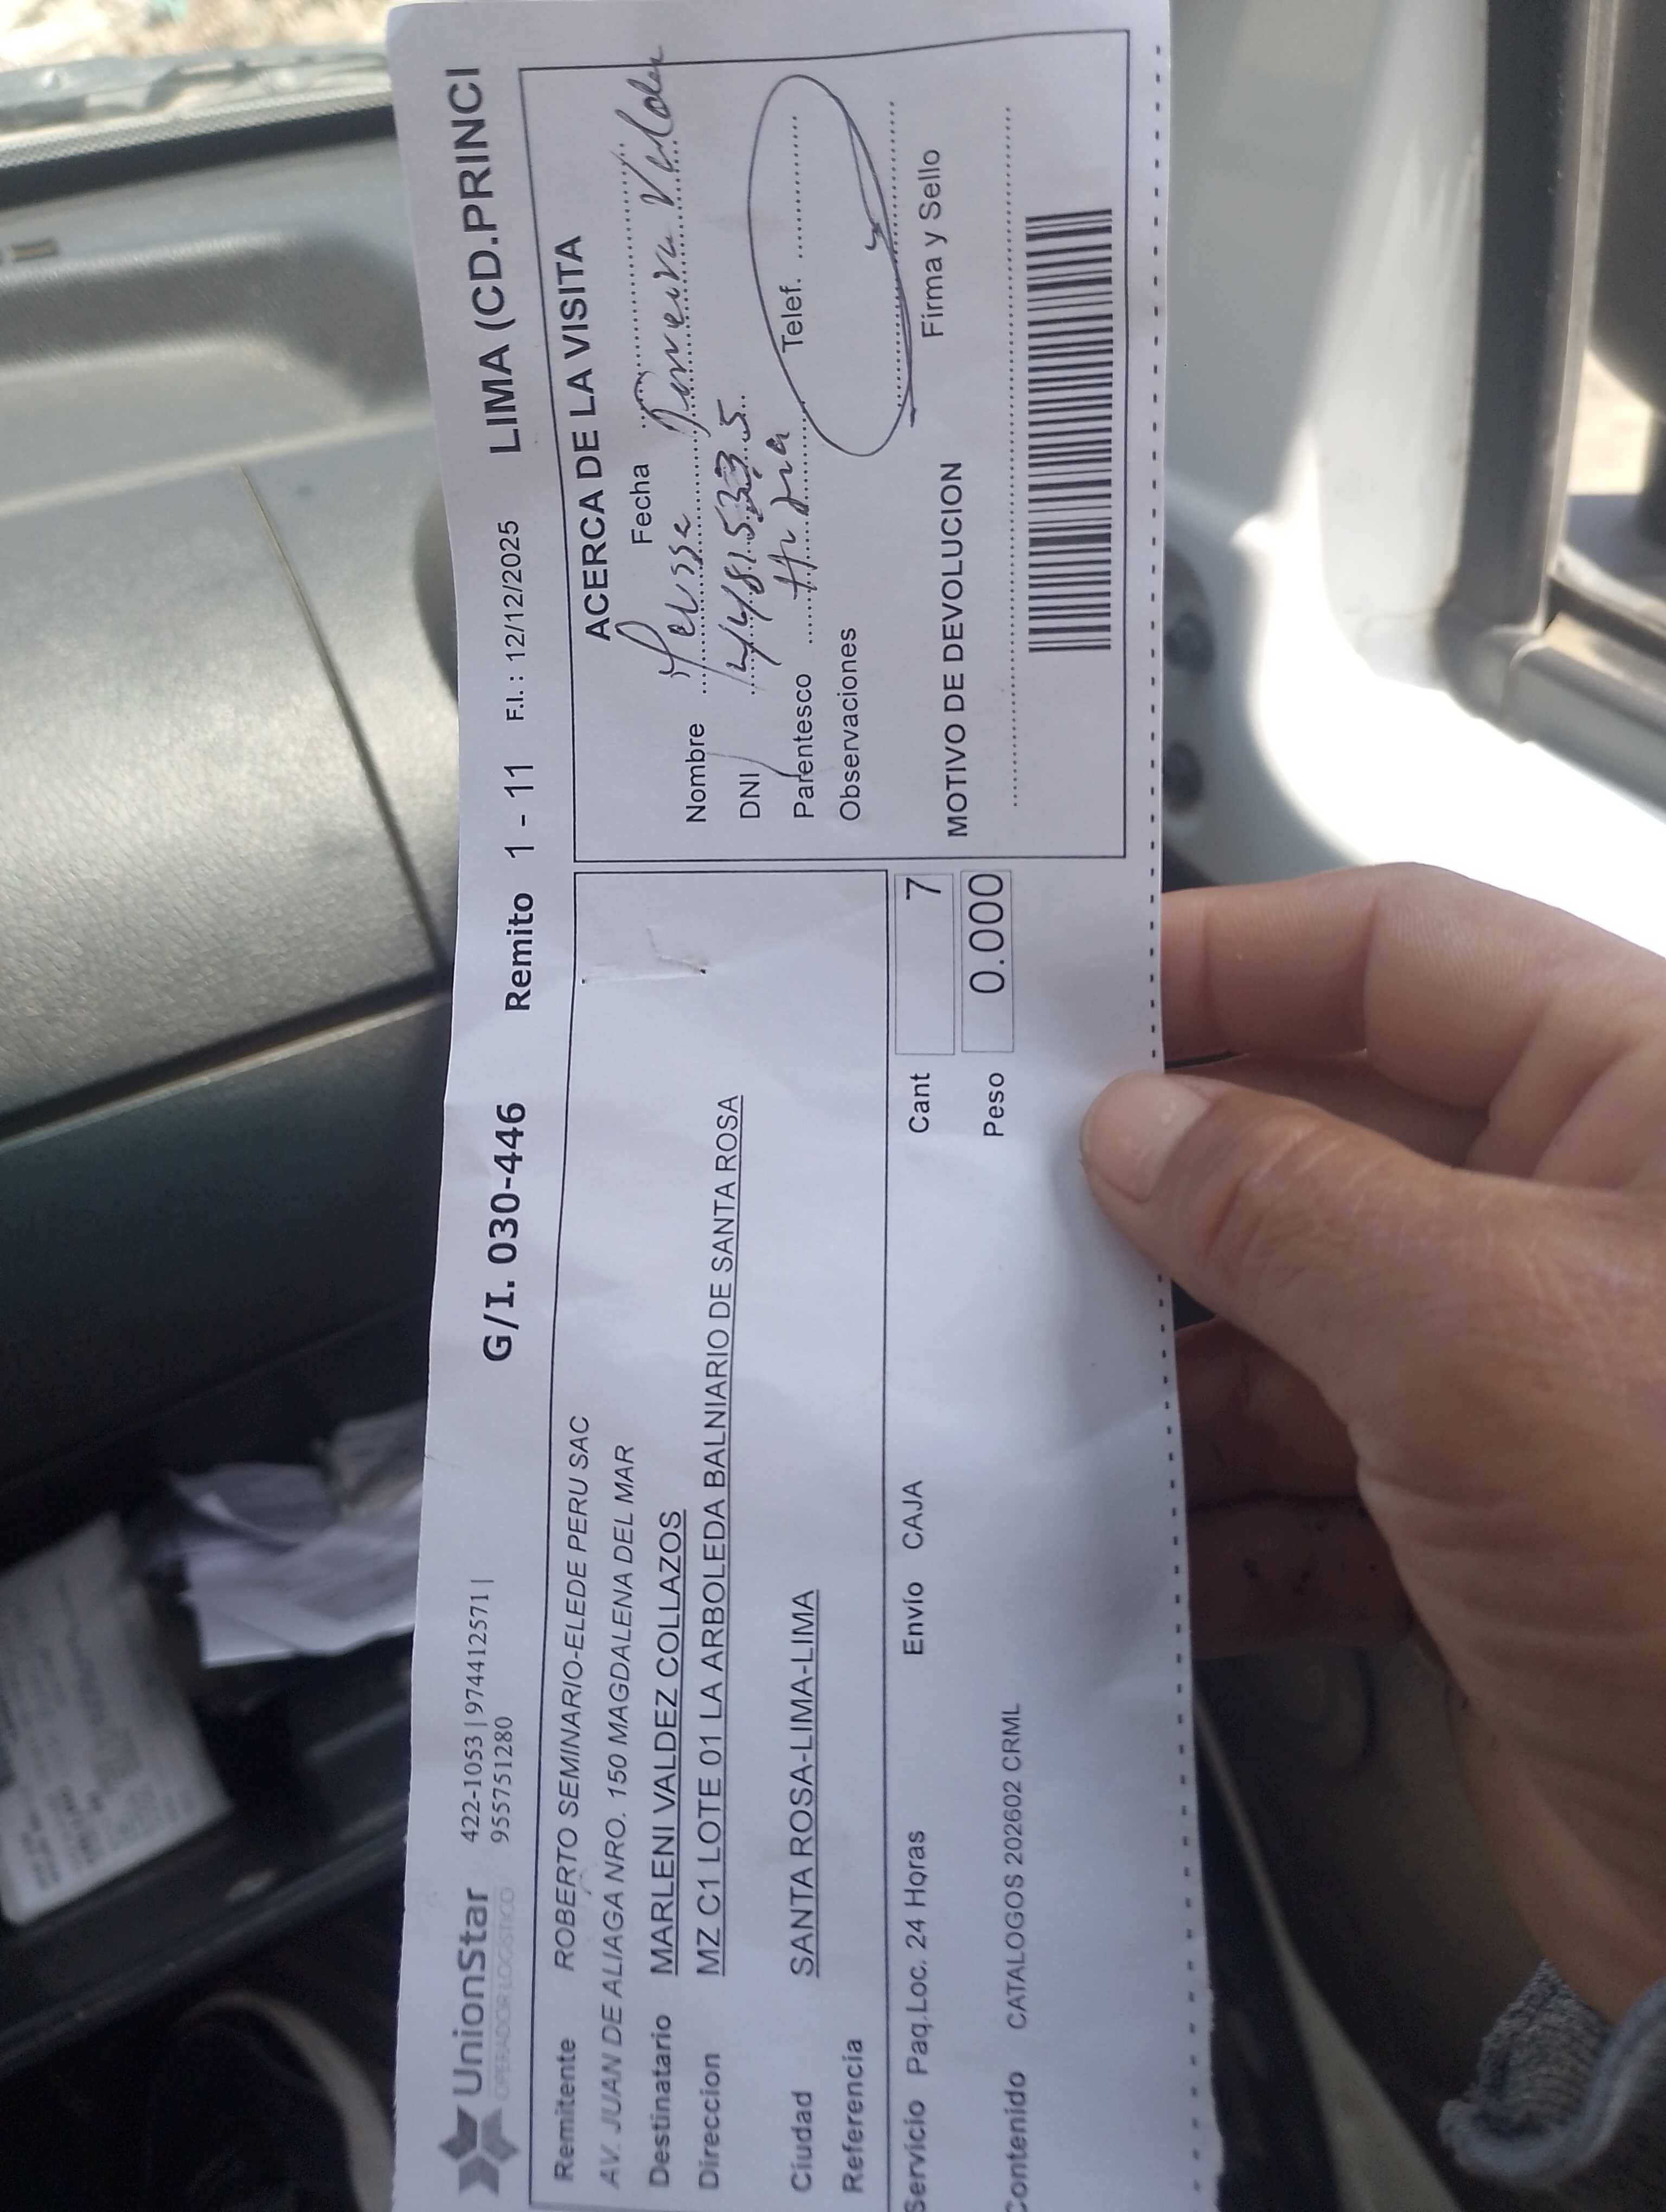 UnionStar
OPERADOR LOGISTICO
422-1053 | 974412571 |
955751280
G/I. 030-446
Remito 1 - 11 F.I.: 12/12/2025 LIMA (CD.PRINCI
Remitente ROBERTO SEMINARIO-ELEDE PERU SAC
AV. JUAN DE ALIAGA NRO. 150 MAGDALENA DEL MAR
Destinatario MARLENI VALDEZ COLLAZOS
Direccion MZ C1 LOTE 01 LA ARBOLEDA BALNIARIO DE SANTA ROSA
Ciudad SANTA ROSA-LIMA-LIMA
Referencia
Servicio Paq.Loc. 24 Horas Envío CAJA Cant 7
Contenido CATALOGOS 202602 CRML Peso 0.000
ACERCA DE LA VISITA
Fecha
Nombre
DNI
Parentesco
Telef.
Observaciones
Firma y Sello
MOTIVO DE DEVOLUCION